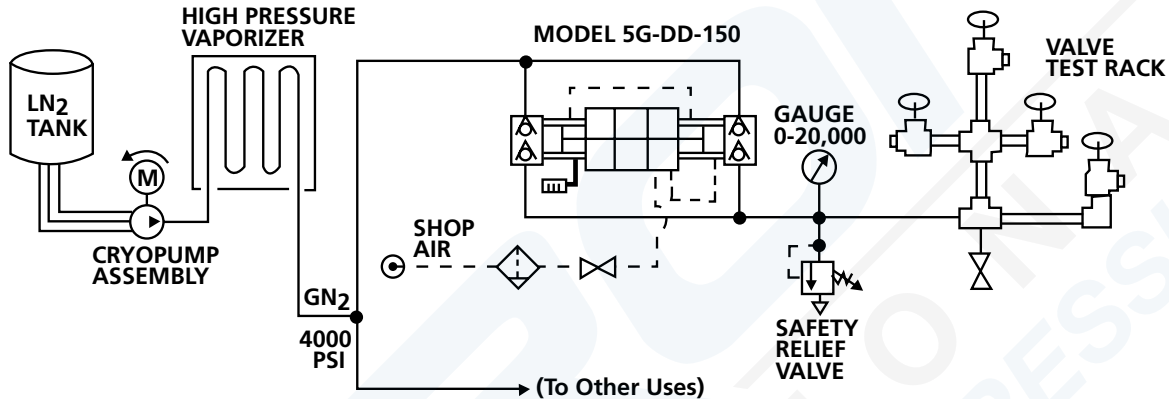 HIGH PRESSURE
VAPORIZER
MODEL 5G-DD-150
VALVE
TEST RACK
LN2
TANK
GAUGE
0-20,000
M
SHOP
AIR
CRYOPUMP
ASSEMBLY
GN2
4000
PSI
SAFETY
RELIEF
VALVE
(To Other Uses)